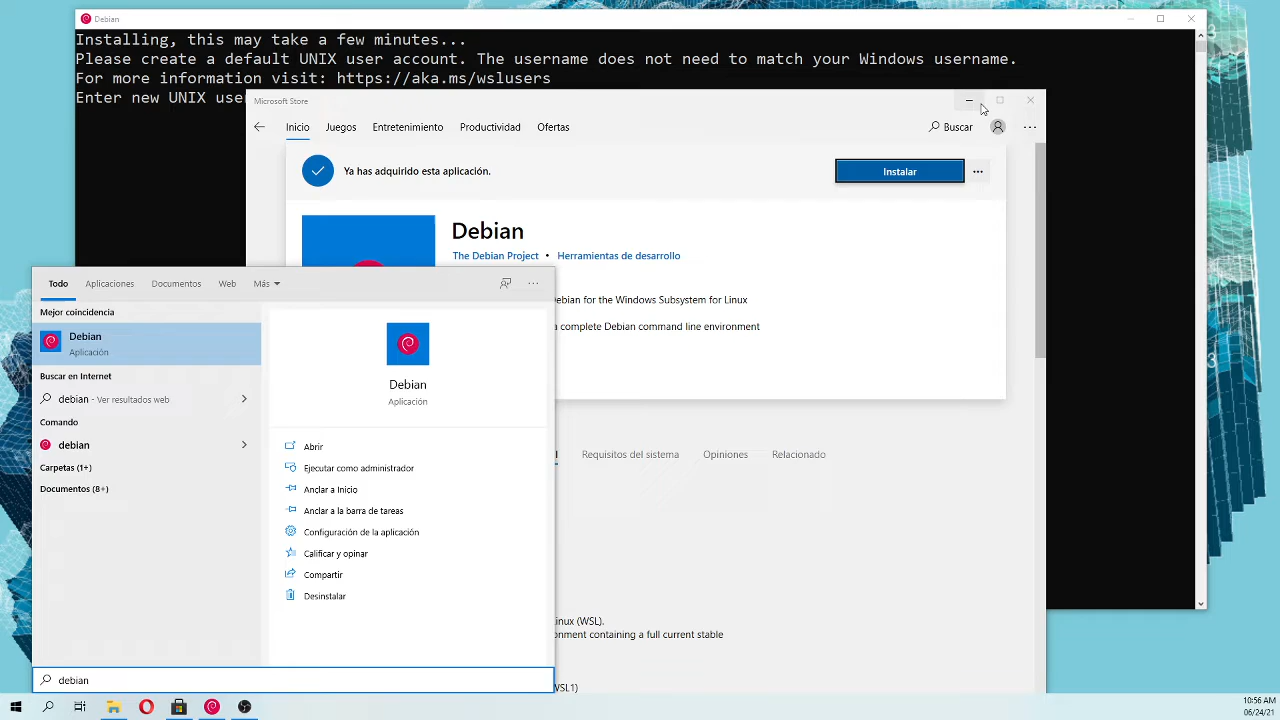 Debian
Installing, this may take a few minutes...
Please create a default UNIX user account. The username does not need to match your Windows username.
For more information visit: https://aka.ms/wslusers
Enter new UNIX use
Microsoft Store
Inicio
Juegos
Entretenimiento
Productividad
Ofertas
Buscar
Ya has adquirido esta aplicación.
Instalar
Debian
The Debian Project • Herramientas de desarrollo
ebian for the Windows Subsystem for Linux
a complete Debian command line environment
Requisitos del sistema
Opiniones
Relacionado
(WSL).
onment containing a full current stable
WSL1)
Todo
Aplicaciones
Documentos
Web
Más
Mejor coincidencia
Debian
Aplicación
Buscar en Internet
debian - Ver resultados web
Comando
debian
Carpetas (1+)
Documentos (8+)
Debian
Aplicación
Abrir
Ejecutar como administrador
Anclar a Inicio
Anclar a la barra de tareas
Configuración de la aplicación
Calificar y opinar
Compartir
Desinstalar
debian
10:56 AM
06/24/21